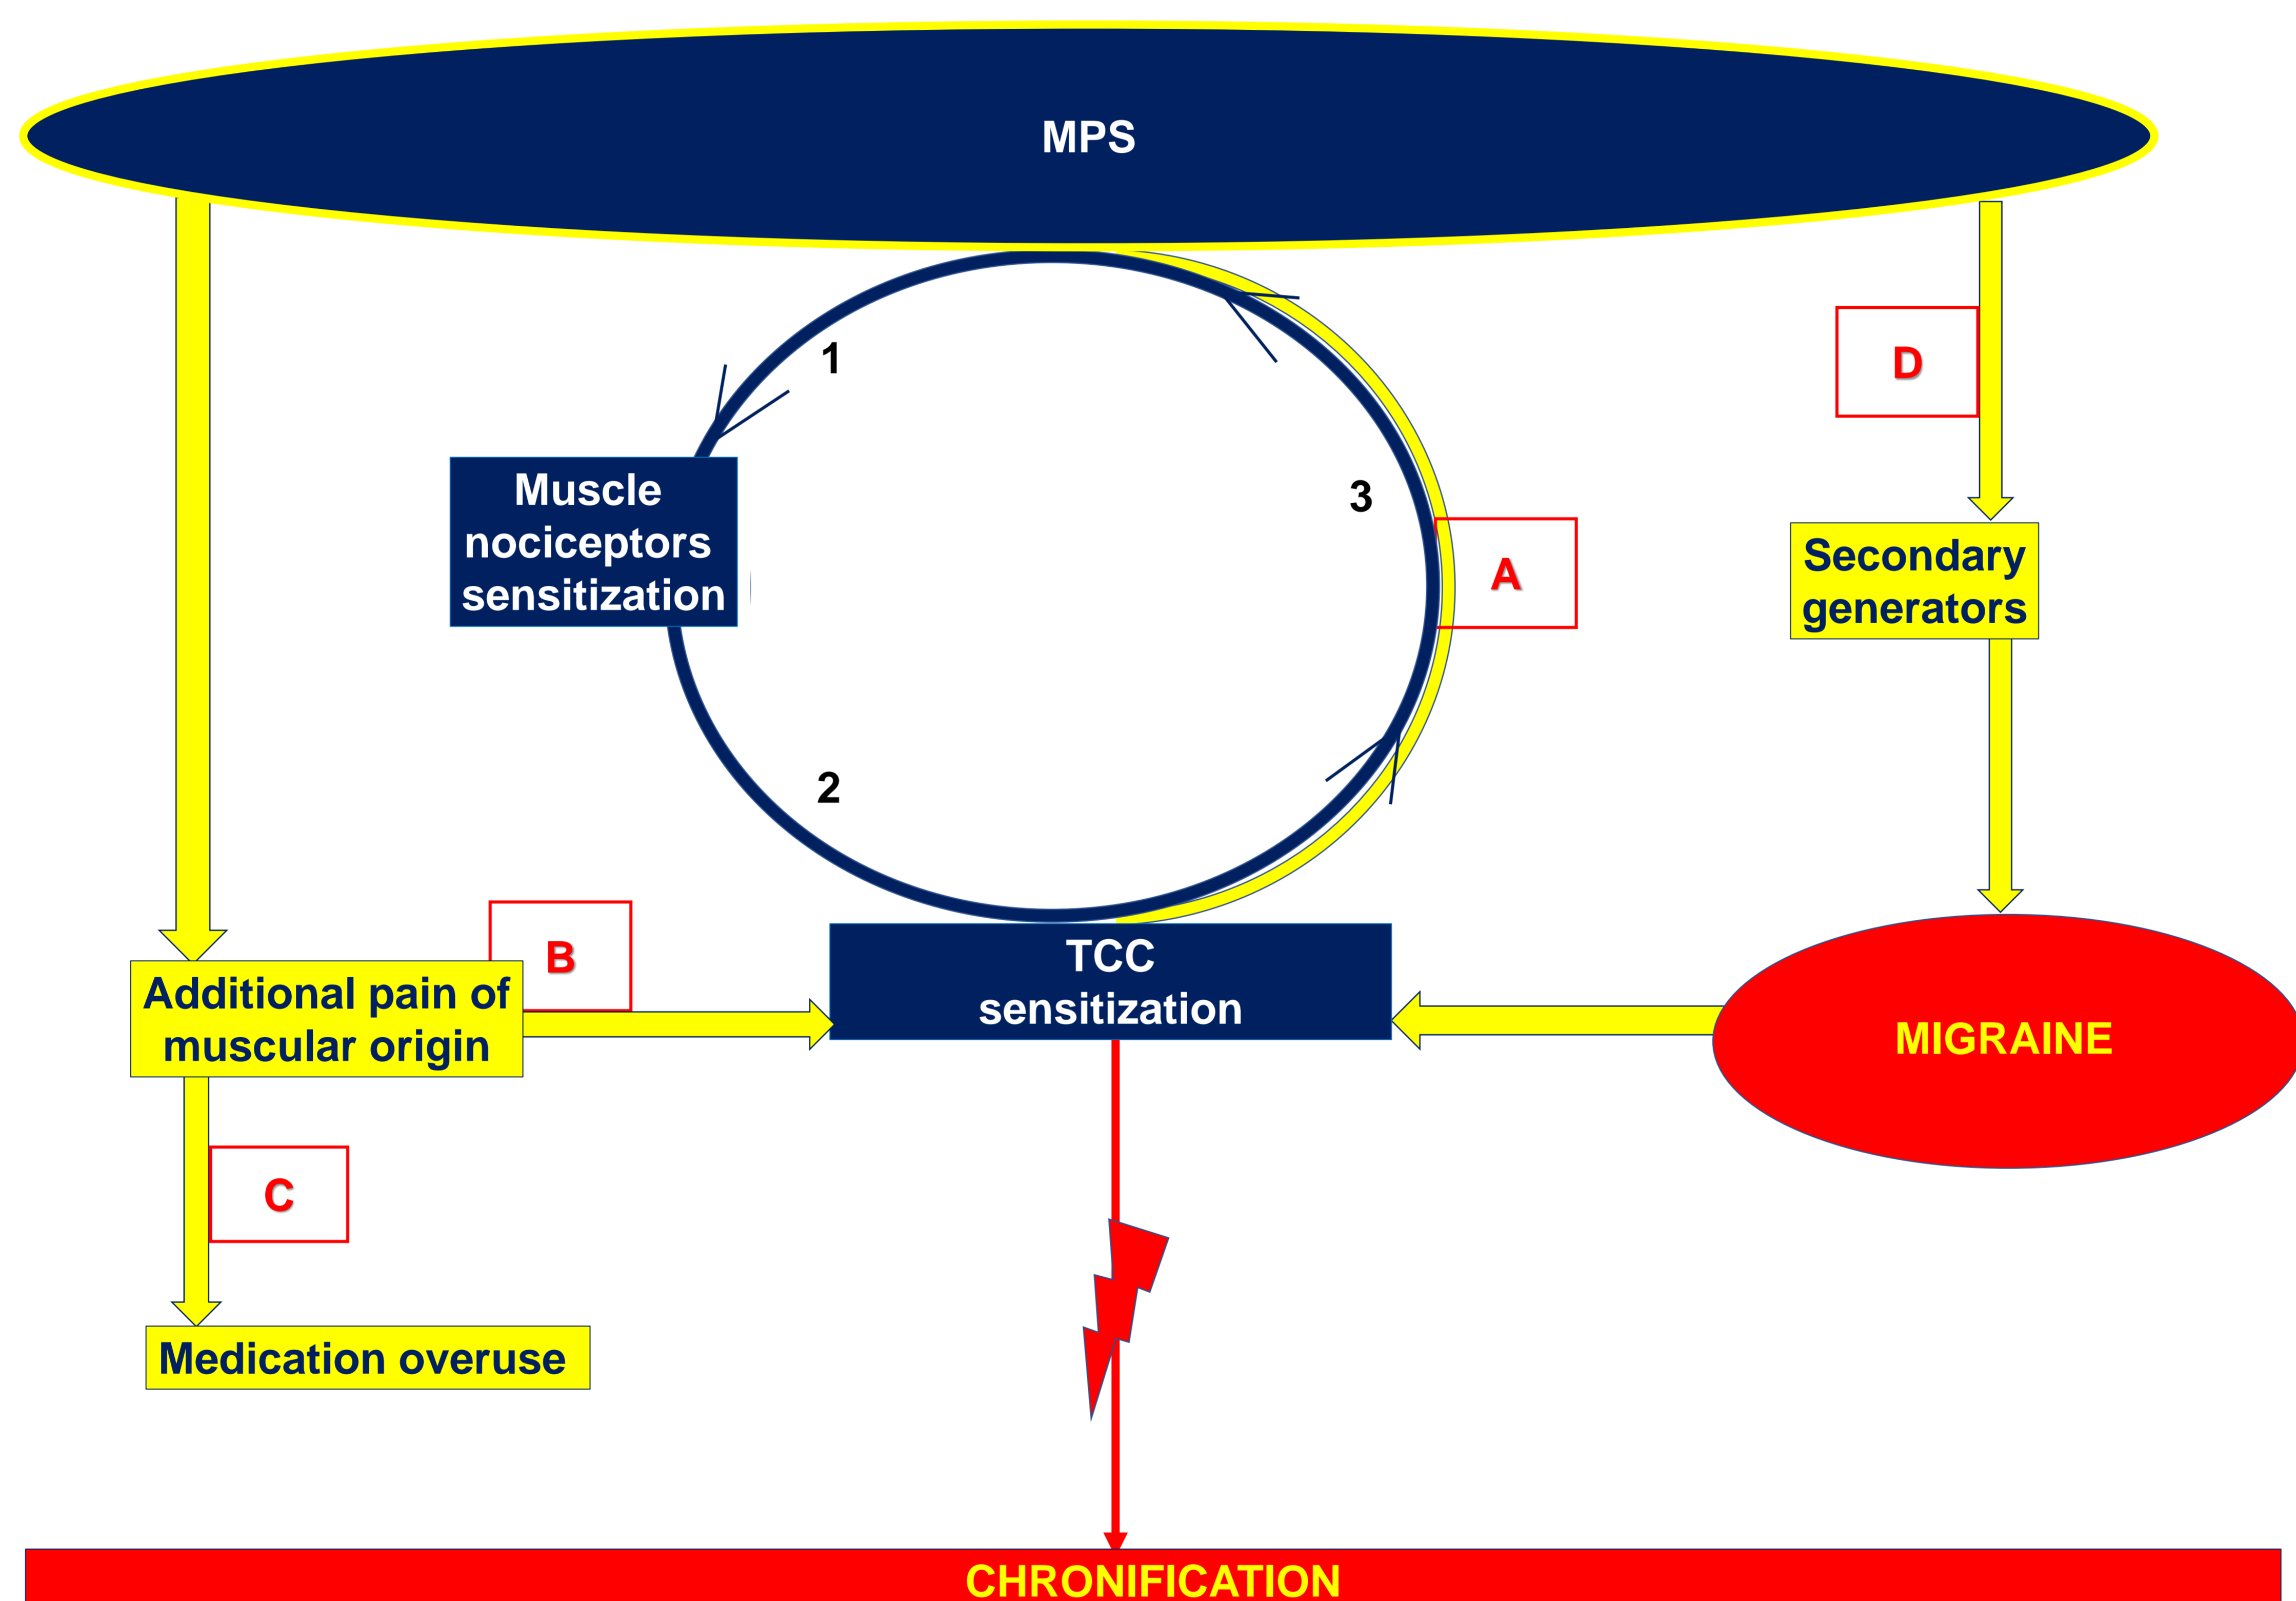 MPS
1
D
Muscle
nociceptors
sensitization
3
A
Secondary
generators
2
B
TCC
sensitization
Additional pain of
muscular origin
MIGRAINE
C
Medication overuse
CHRONIFICATION